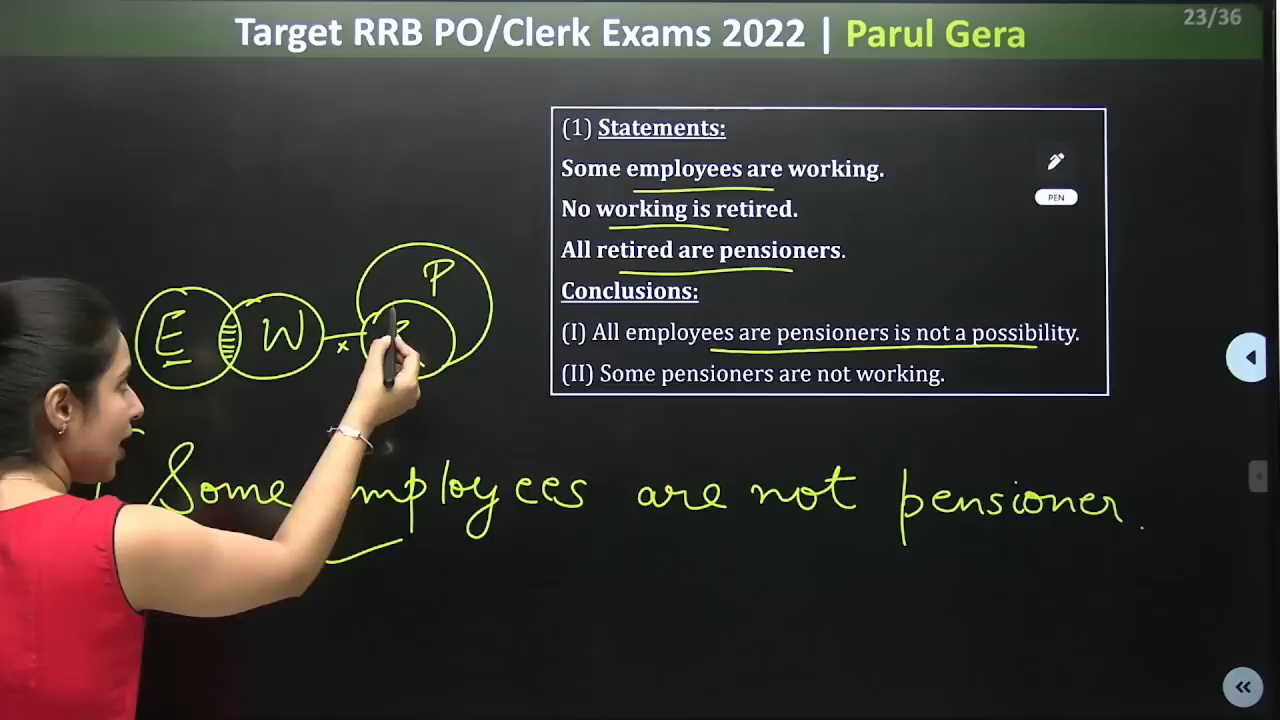 Target RRB PO/Clerk Exams 2022 | Parul Gera
23/36
(1) Statements:
Some employees are working.
No working is retired.
All retired are pensioners.
Conclusions:
(I) All employees are pensioners is not a possibility.
(II) Some pensioners are not working.
PEN
P
E W
x
Some employees are not pensioner.